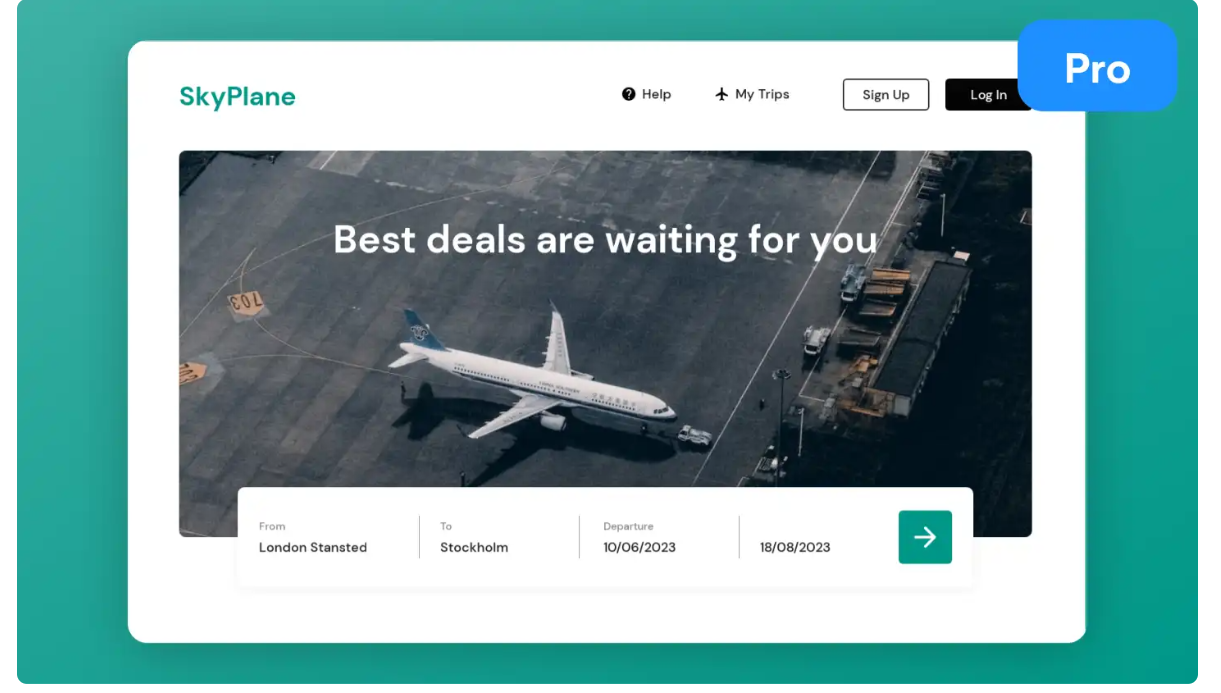 Pro
SkyPlane
Help
My Trips
Sign Up
Log In
Best deals are waiting for you
703
From
To
Departure
London Stansted
Stockholm
10/06/2023
18/08/2023